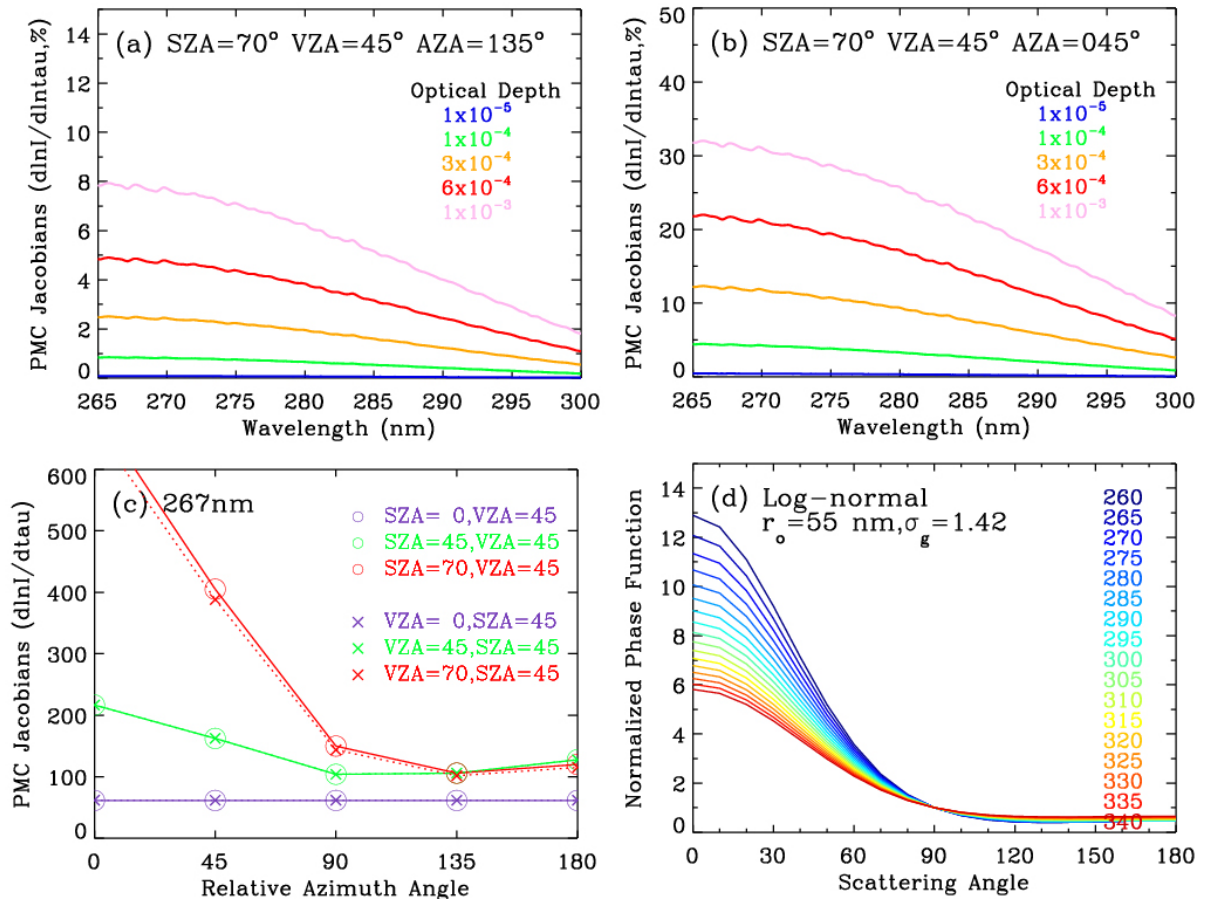 (a) SZA=70° VZA=45° AZA=135°
Optical Depth
1x10⁻⁵
1x10⁻⁴
3x10⁻⁴
6x10⁻⁴
1x10⁻³
PMC Jacobians (dlnI/dlntau,%)
14
12
10
8
6
4
2
0
265 270 275 280 285 290 295 300
Wavelength (nm)
(b) SZA=70° VZA=45° AZA=045°
Optical Depth
1x10⁻⁵
1x10⁻⁴
3x10⁻⁴
6x10⁻⁴
1x10⁻³
PMC Jacobians (dlnI/dlntau,%)
50
40
30
20
10
0
265 270 275 280 285 290 295 300
Wavelength (nm)
(c) 267nm
SZA= 0,VZA=45
SZA=45,VZA=45
SZA=70,VZA=45
VZA= 0,SZA=45
VZA=45,SZA=45
VZA=70,SZA=45
PMC Jacobians (dlnI/dtau)
600
500
400
300
200
100
0
0 45 90 135 180
Relative Azimuth Angle
(d) Log-normal
r₀=55 nm,σg=1.42
260
265
270
275
280
285
290
295
300
305
310
315
320
325
330
335
340
Normalized Phase Function
14
12
10
8
6
4
2
0
0 30 60 90 120 150 180
Scattering Angle